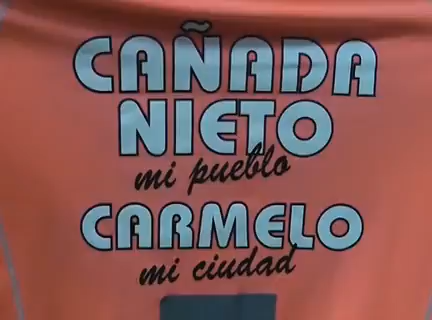 CAÑADA
NIETO
mi pueblo
CARMELO
mi ciudad